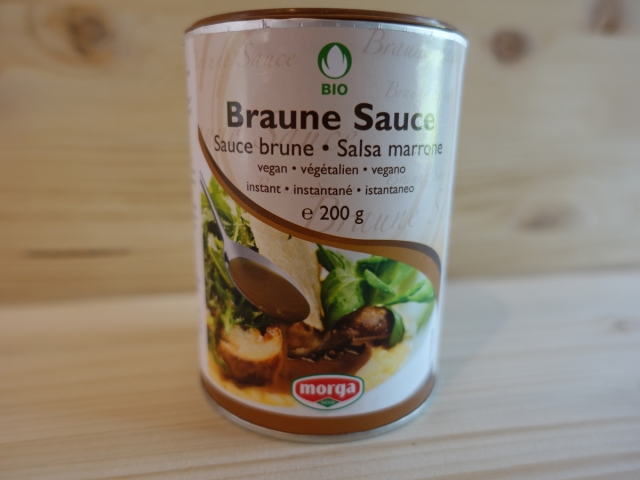 BIO
Braune Sauce
Sauce brune • Salsa marrone
vegan • végétalien • vegano
instant • instantané • istantaneo
e 200 g
morga